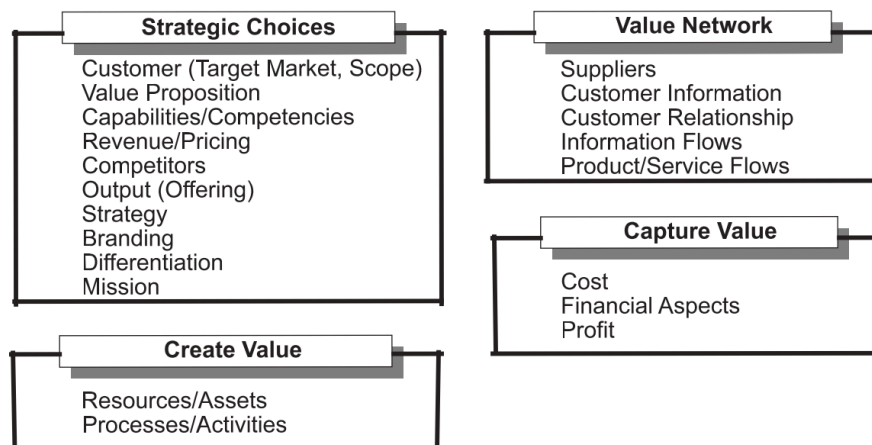 Strategic Choices
Customer (Target Market, Scope)
Value Proposition
Capabilities/Competencies
Revenue/Pricing
Competitors
Output (Offering)
Strategy
Branding
Differentiation
Mission
Create Value
Resources/Assets
Processes/Activities
Value Network
Suppliers
Customer Information
Customer Relationship
Information Flows
Product/Service Flows
Capture Value
Cost
Financial Aspects
Profit